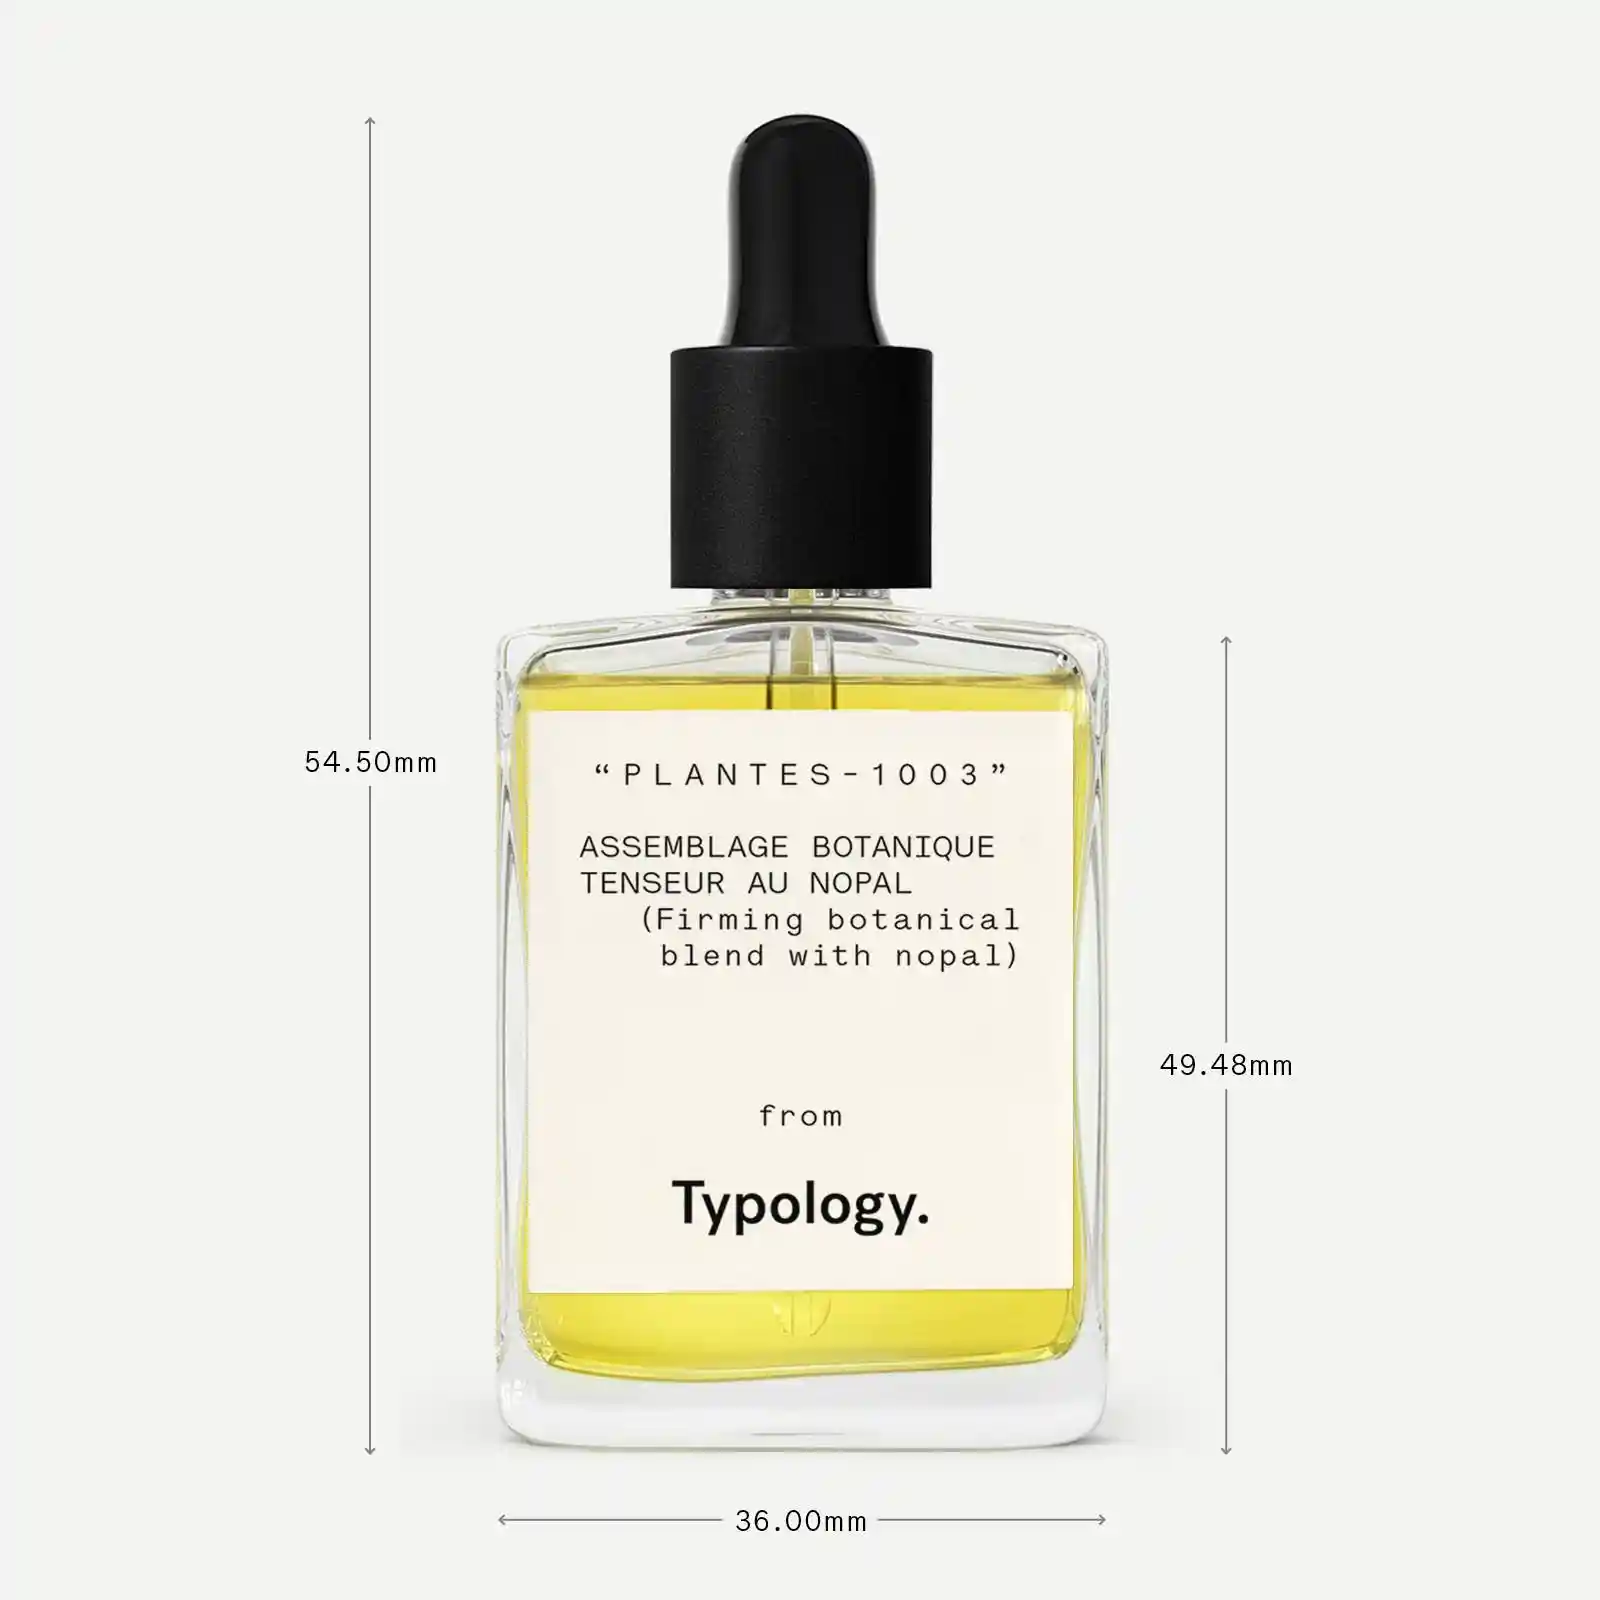 54.50mm
“PLANTES-1003”
ASSEMBLAGE BOTANIQUE
TENSEUR AU NOPAL
(Firming botanical
blend with nopal)
49.48mm
from
Typology.
36.00mm